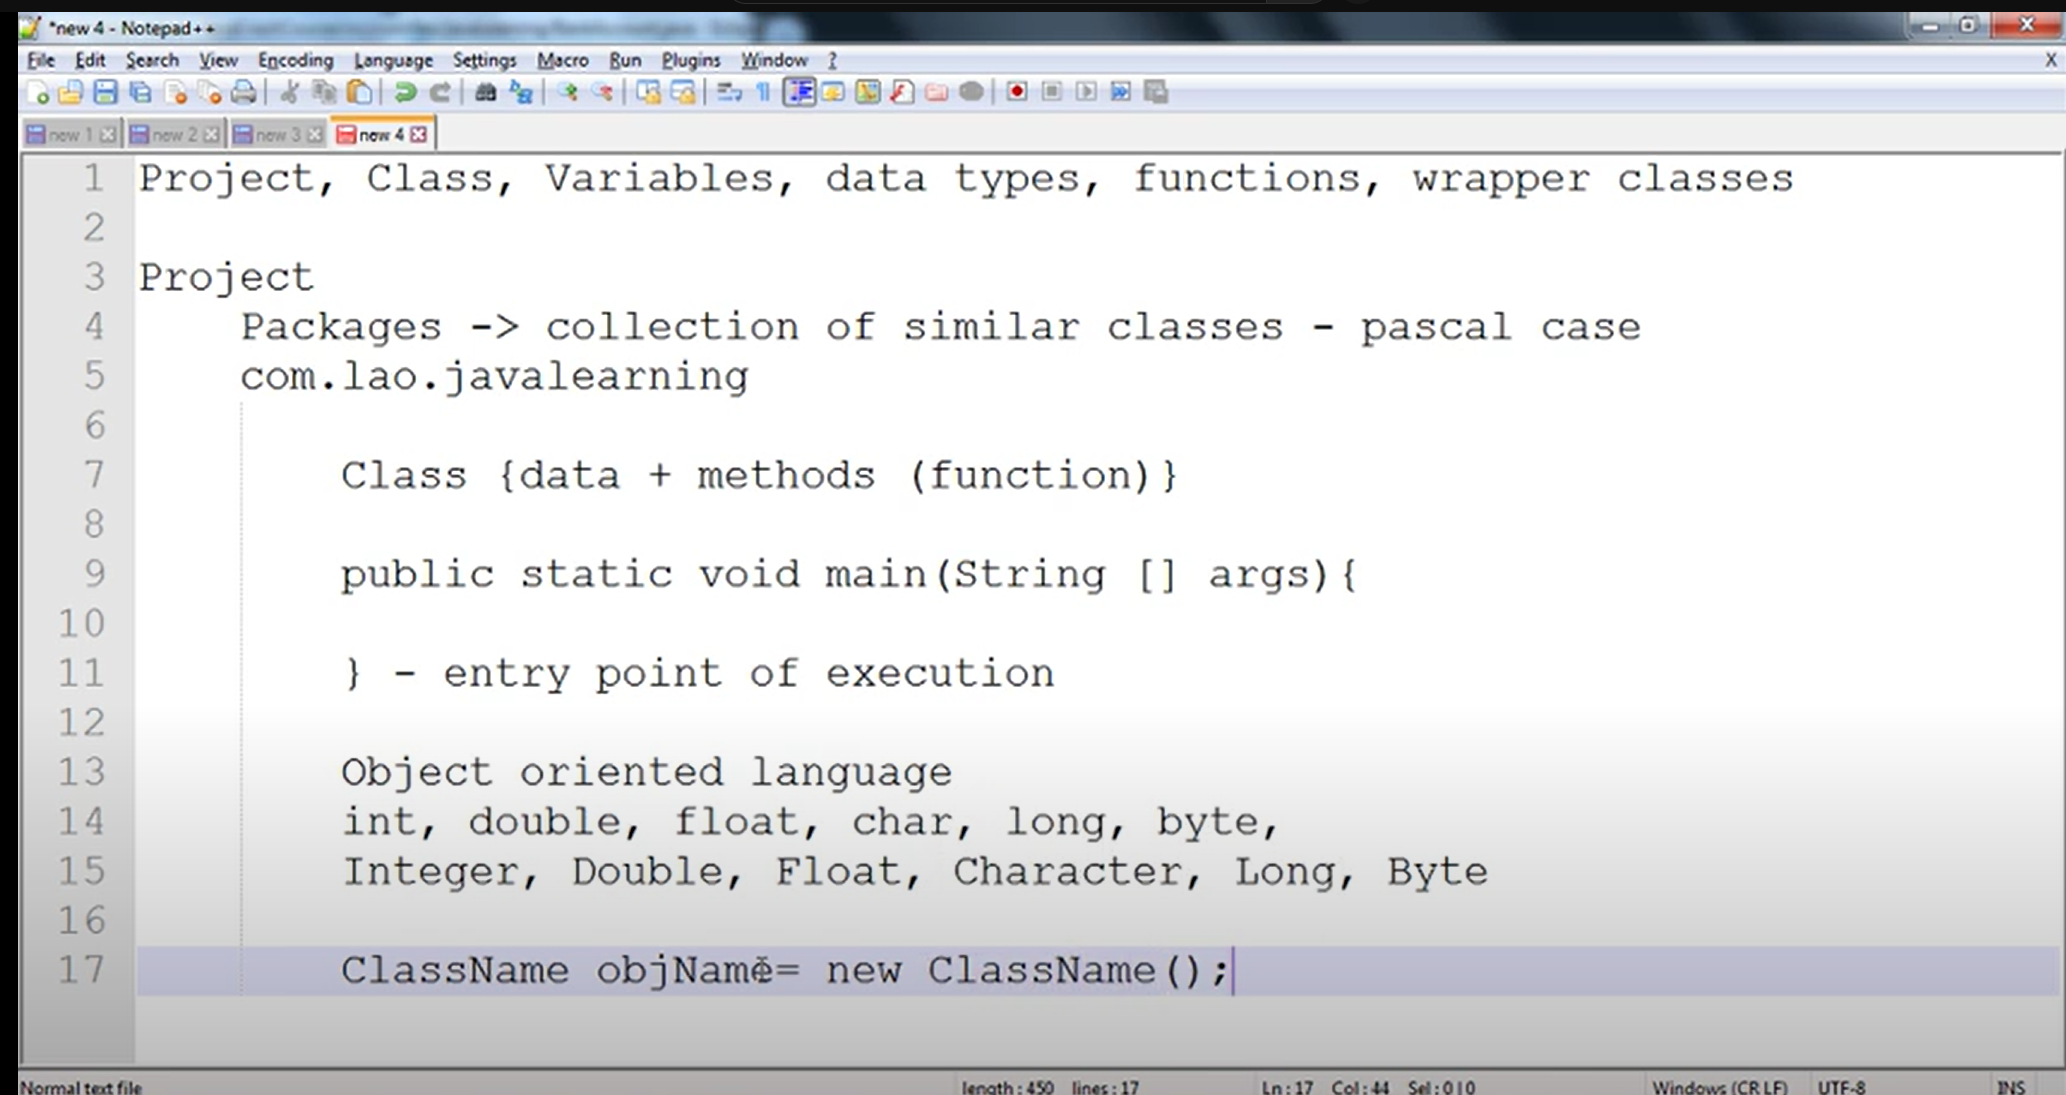 *new 4 - Notepad++
File Edit Search View Encoding Language Settings Macro Run Plugins Window ? X
new 1 new 2 new 3 new 4
1 Project, Class, Variables, data types, functions, wrapper classes
2
3 Project
4 Packages -> collection of similar classes - pascal case
5 com.lao.javalearning
6
7 Class {data + methods (function)}
8
9 public static void main(String [] args){
10
11 } - entry point of execution
12
13 Object oriented language
14 int, double, float, char, long, byte,
15 Integer, Double, Float, Character, Long, Byte
16
17 ClassName objName= new ClassName();
Normal text file length : 450 lines : 17 Ln : 17 Col : 44 Sel : 0 | 0 Windows (CR LF) UTF-8 INS